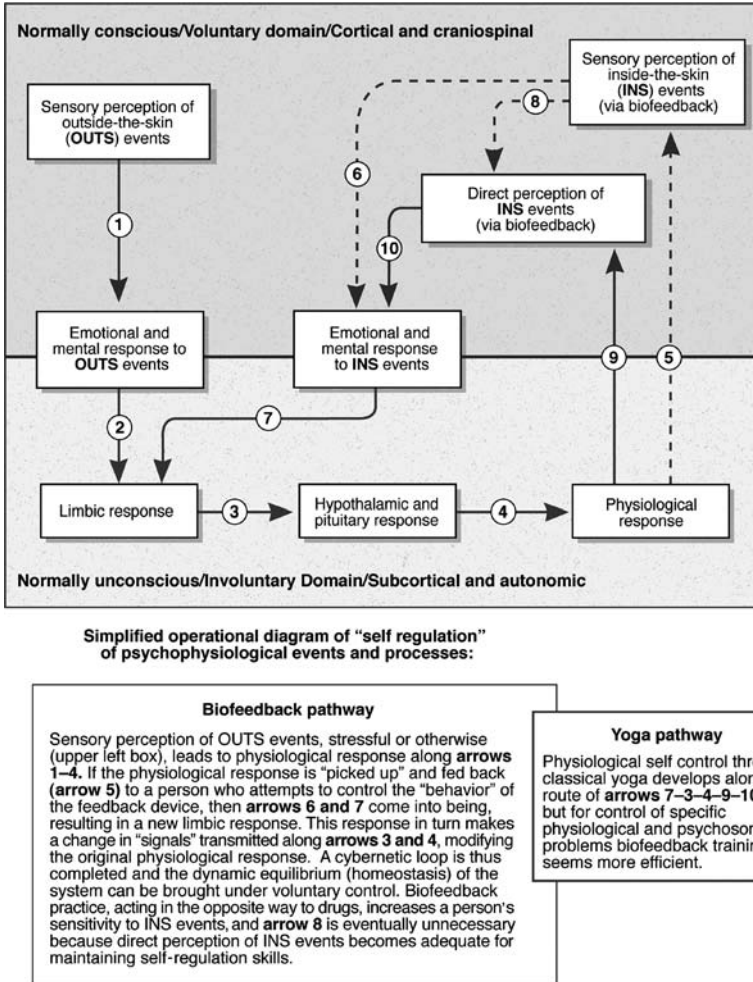 Normally conscious/Voluntary domain/Cortical and craniospinal
Sensory perception of
outside-the-skin
(OUTS) events
Sensory perception of
inside-the-skin
(INS) events
(via biofeedback)
8
6
1
Direct perception of
INS events
(via biofeedback)
10
Emotional and
mental response to
OUTS events
Emotional and
mental response
to INS events
9
5
2
7
Limbic response
3
Hypothalamic and
pituitary response
4
Physiological
response
Normally unconscious/Involuntary Domain/Subcortical and autonomic
Simplified operational diagram of “self regulation”
of psychophysiological events and processes:
Biofeedback pathway
Sensory perception of OUTS events, stressful or otherwise
(upper left box), leads to physiological response along arrows
1–4. If the physiological response is “picked up” and fed back
(arrow 5) to a person who attempts to control the “behavior” of
the feedback device, then arrows 6 and 7 come into being,
resulting in a new limbic response. This response in turn makes
a change in “signals” transmitted along arrows 3 and 4, modifying
the original physiological response. A cybernetic loop is thus
completed and the dynamic equilibrium (homeostasis) of the
system can be brought under voluntary control. Biofeedback
practice, acting in the opposite way to drugs, increases a person’s
sensitivity to INS events, and arrow 8 is eventually unnecessary
because direct perception of INS events becomes adequate for
maintaining self-regulation skills.
Yoga pathway
Physiological self control
classical yoga develops
route of arrows 7–3–4–9–10
but for control of specific
physiological and
problems biofeedback
seems more efficient.